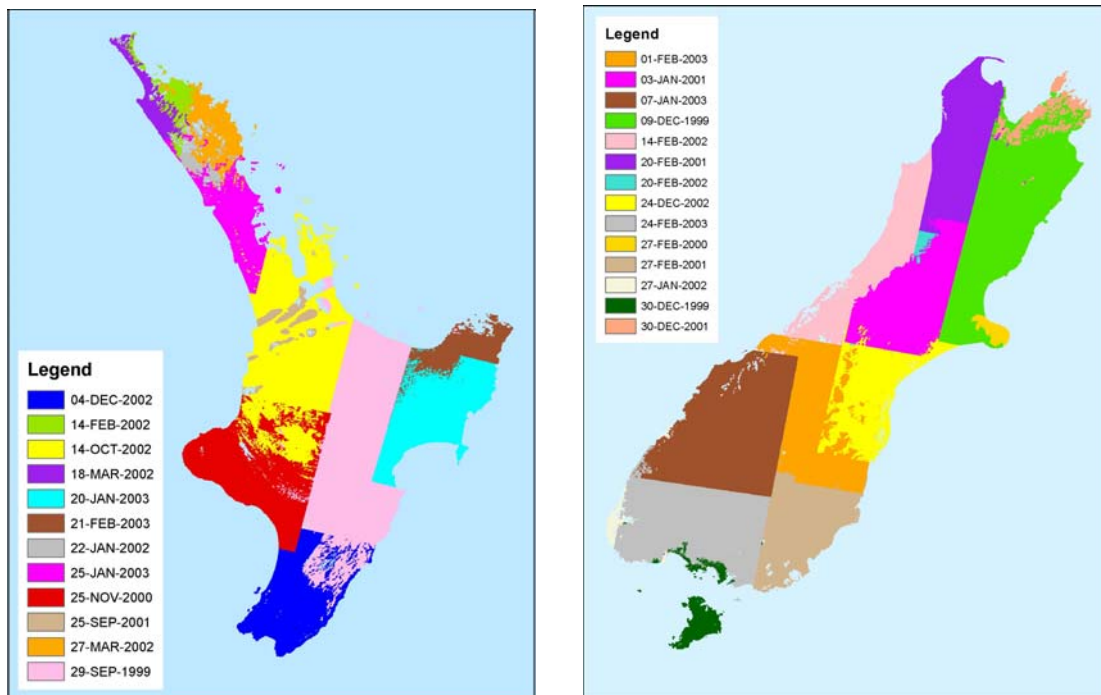 Legend
04-DEC-2002
14-FEB-2002
14-OCT-2002
18-MAR-2002
20-JAN-2003
21-FEB-2003
22-JAN-2002
25-JAN-2003
25-NOV-2000
25-SEP-2001
27-MAR-2002
29-SEP-1999
Legend
01-FEB-2003
03-JAN-2001
07-JAN-2003
09-DEC-1999
14-FEB-2002
20-FEB-2001
20-FEB-2002
24-DEC-2002
24-FEB-2003
27-FEB-2000
27-FEB-2001
27-JAN-2002
30-DEC-1999
30-DEC-2001